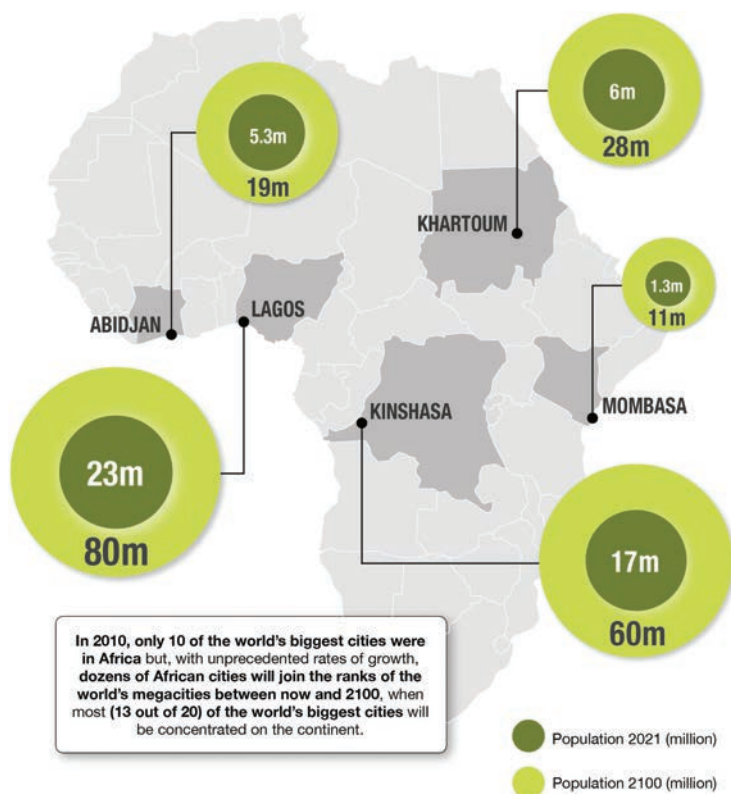 5.3m
19m
6m
28m
KHARTOUM
1.3m
11m
ABIDJAN
LAGOS
MOMBASA
KINSHASA
23m
80m
17m
60m
In 2010, only 10 of the world's biggest cities were
in Africa but, with unprecedented rates of growth,
dozens of African cities will join the ranks of the
world's megacities between now and 2100, when
most (13 out of 20) of the world's biggest cities will
be concentrated on the continent.
Population 2021 (million)
Population 2100 (million)